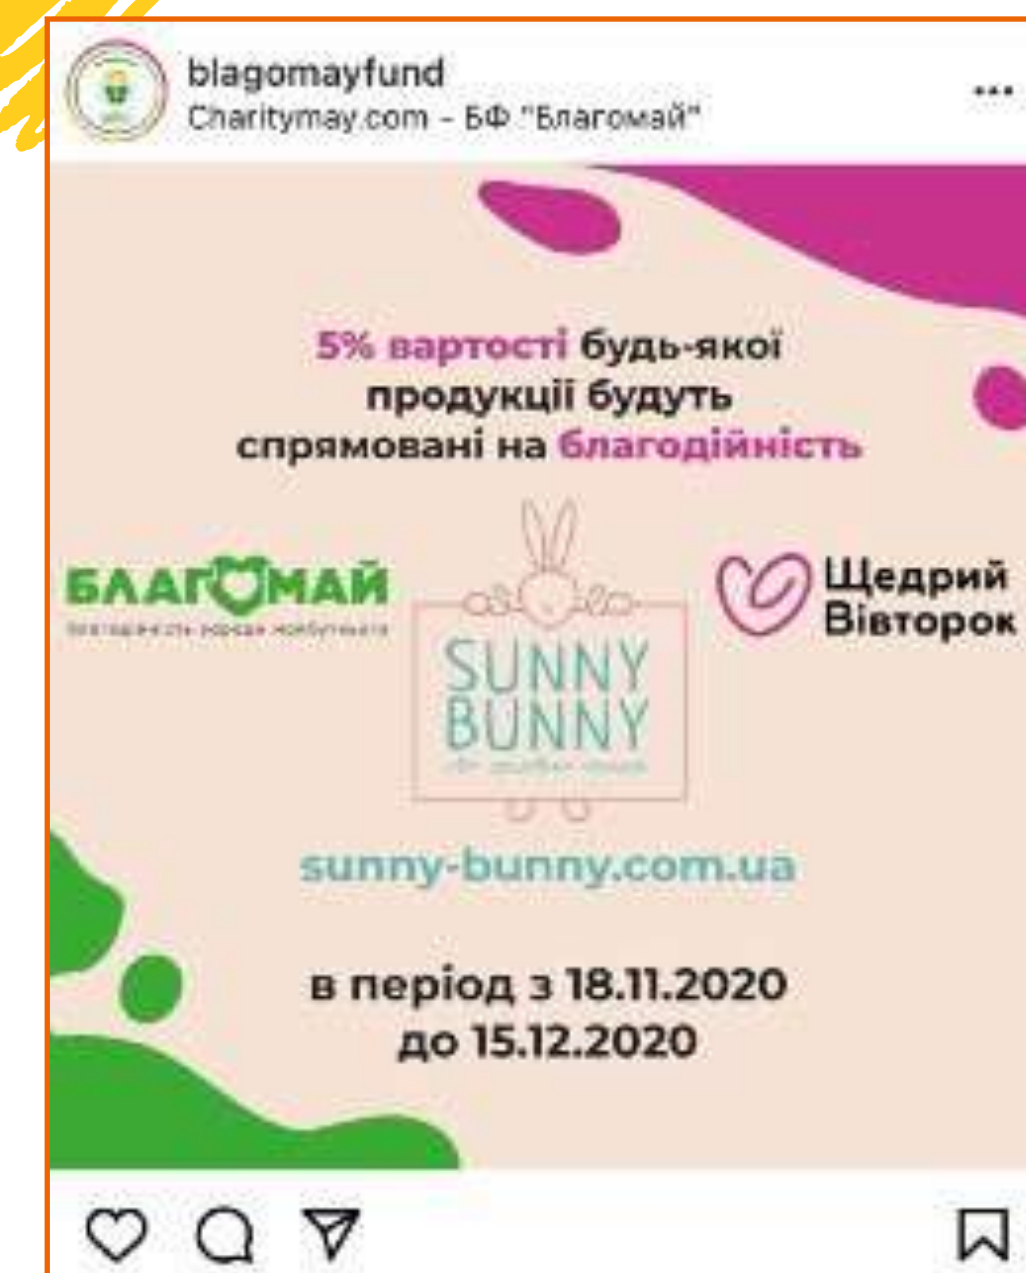 blagomayfund
Charitymay.com - БФ "Благомай"
5% вартості будь-якої
продукції будуть
спрямовані на благодійність
БЛАГОМАЙ
SUNNY
BUNNY
Щедрий
Вівторок
sunny-bunny.com.ua
в період з 18.11.2020
до 15.12.2020